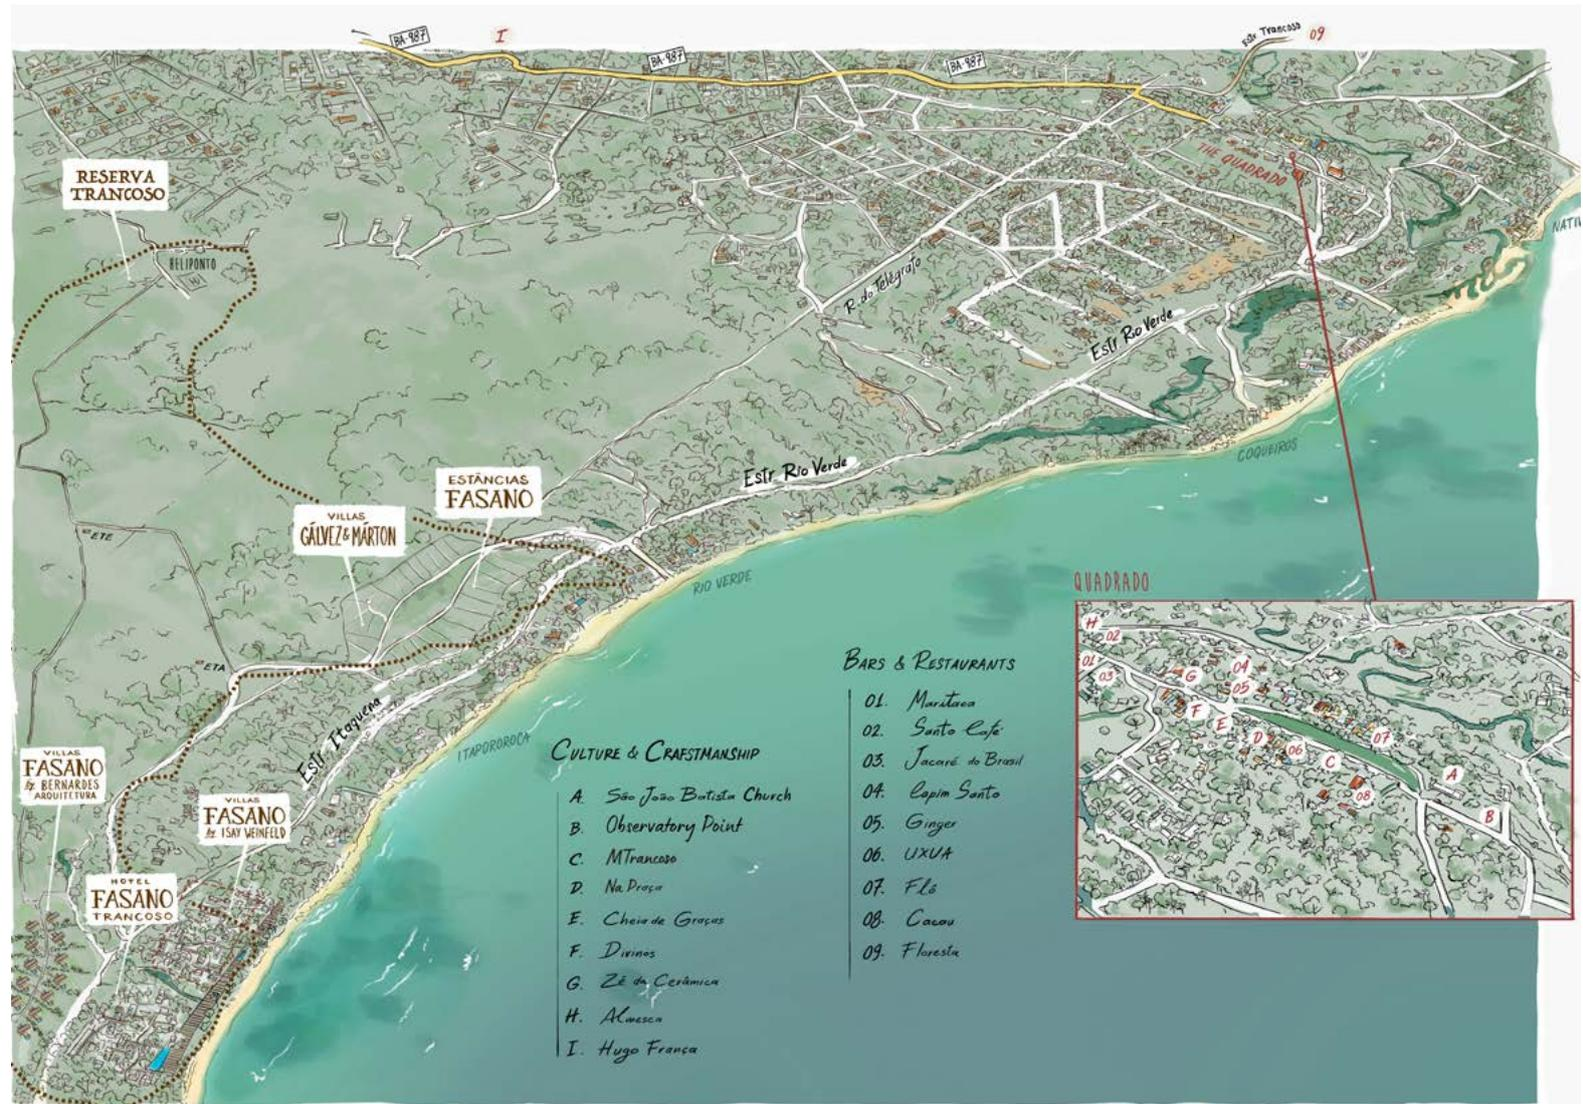 BA-987
I
BA-987
BA-987
Estr Trancoso
09
RESERVA
TRANCOSO
HELIPONTO
H
THE QUADRADO
R. do Telégrafo
Estr Rio Verde
COQUEIROS
ESTÂNCIAS
FASANO
Estr Rio Verde
VILLAS
GÁLVEZ & MÁRTON
ETE
RIO VERDE
ETA
Estr Itaquena
ITAPOROROCA
VILLAS
FASANO
by BERNARDES
ARQUITETURA
VILLAS
FASANO
by ISAY WEINFELD
HOTEL
FASANO
TRANCOSO
CULTURE & CRAFSTMANSHIP
A. São João Batista Church
B. Observatory Point
C. MTrancoso
D. Na Praça
E. Cheia de Graças
F. Divinos
G. Zé da Cerâmica
H. Almesca
I. Hugo França
BARS & RESTAURANTS
01. Maritaca
02. Santo Café
03. Jacaré do Brasil
04. Capim Santo
05. Ginger
06. UXUA
07. Flô
08. Cacau
09. Floresta
QUADRADO
H
02
01
03
G
04
05
F
E
D
06
07
C
08
A
B